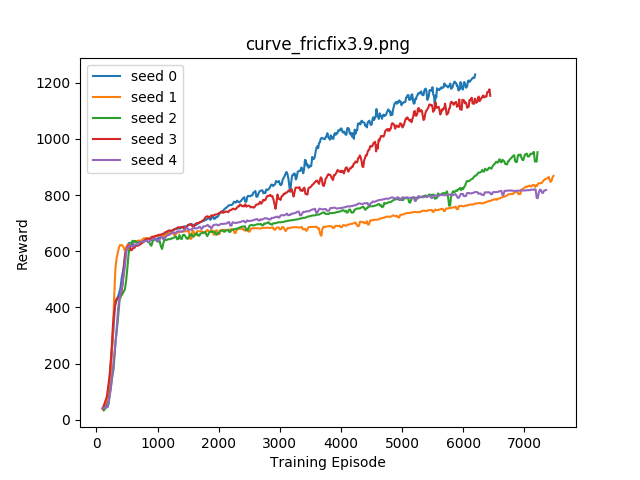 curve_fricfix3.9.png
seed 0
seed 1
seed 2
seed 3
seed 4
Reward
1200
1000
800
600
400
200
0
0 1000 2000 3000 4000 5000 6000 7000
Training Episode